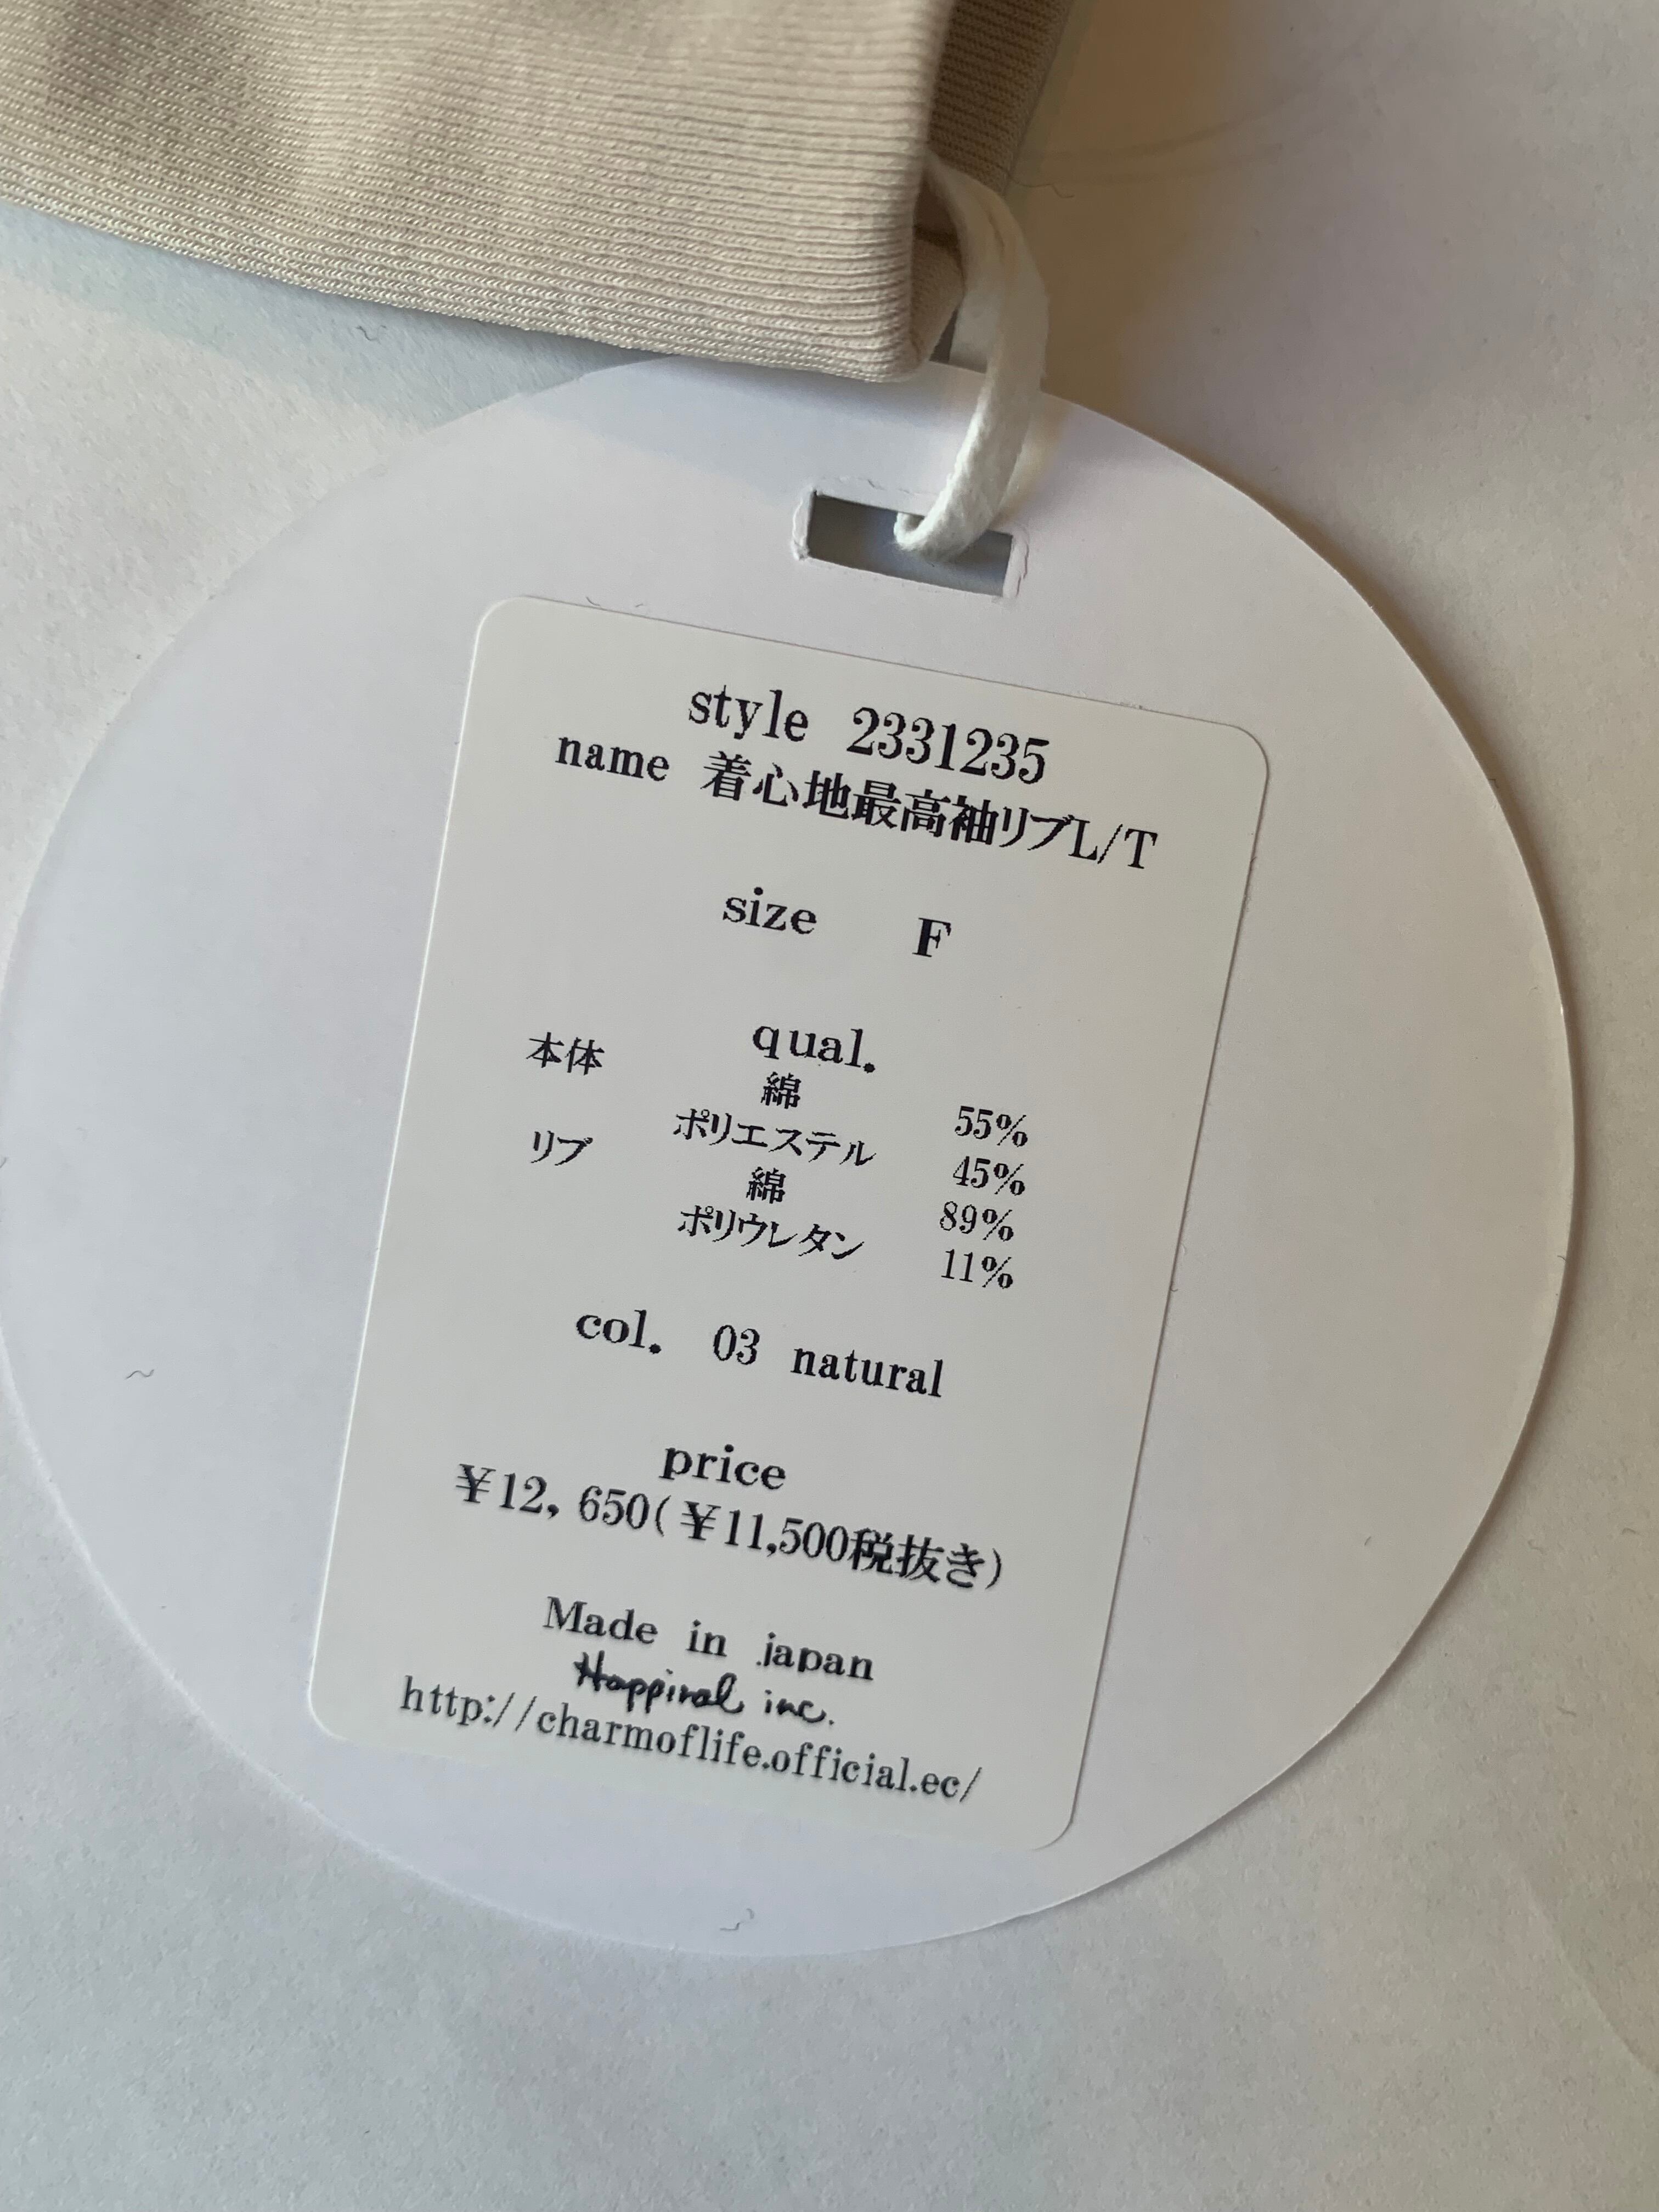 style 2331235
name 着心地最高袖リブL/T
size F
qual.
本体 綿 55%
ポリエステル 45%
リブ 綿 89%
ポリウレタン 11%
col. 03 natural
price
¥12,650(¥11,500税抜き)
Made in japan
Happiral inc.
http://charmoflife.official.ec/